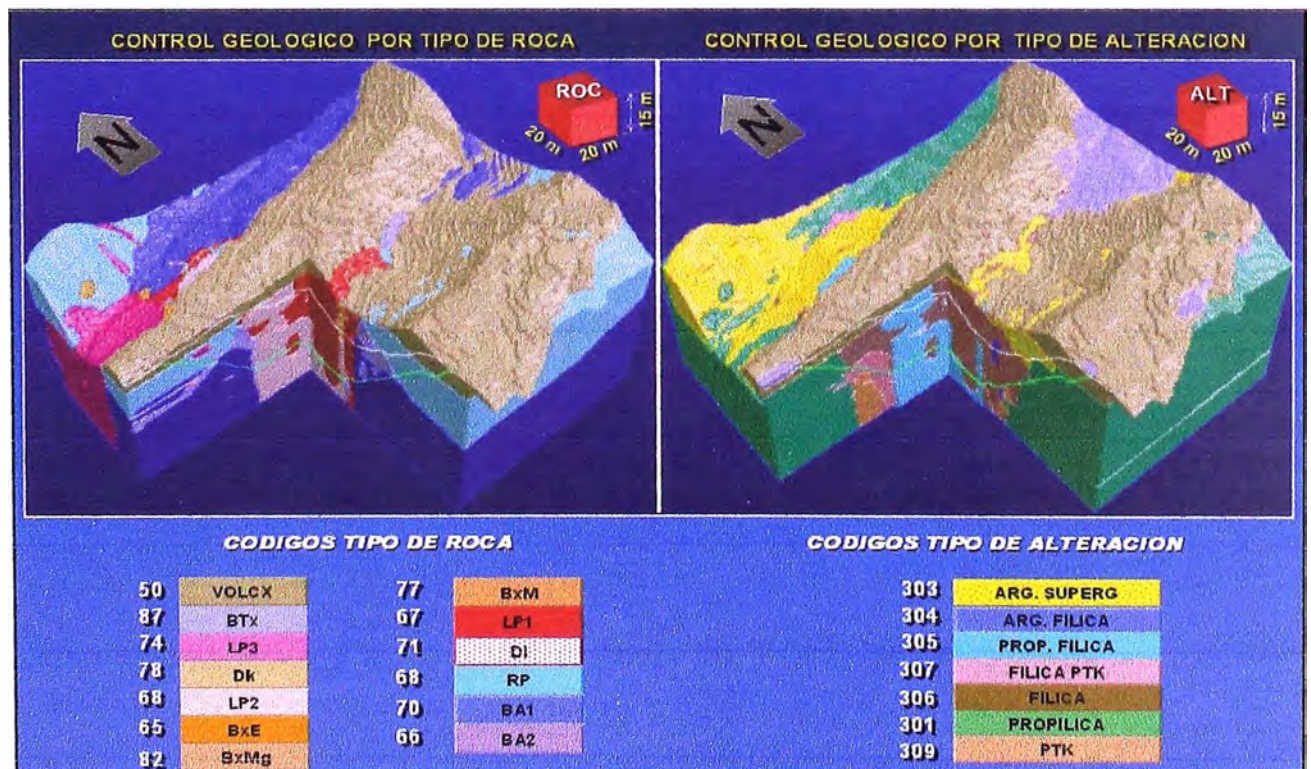 CONTROL GEOLOGICO POR TIPO DE ROCA
CONTROL GEOLOGICO POR TIPO DE ALTERACION
N
ROC
15 m
20 m 20 m
N
ALT
15 m
20 m 20 m
CODIGOS TIPO DE ROCA
50 VOLCX
87 BTx
74 LP3
78 Dk
68 LP2
65 BxE
82 BxMg
77 BxM
67 LP1
71 DI
68 RP
70 BA1
66 BA2
CODIGOS TIPO DE ALTERACION
303 ARG. SUPERG
304 ARG. FILICA
305 PROP. FILICA
307 FILICA PTK
306 FILICA
301 PROPILICA
309 PTK